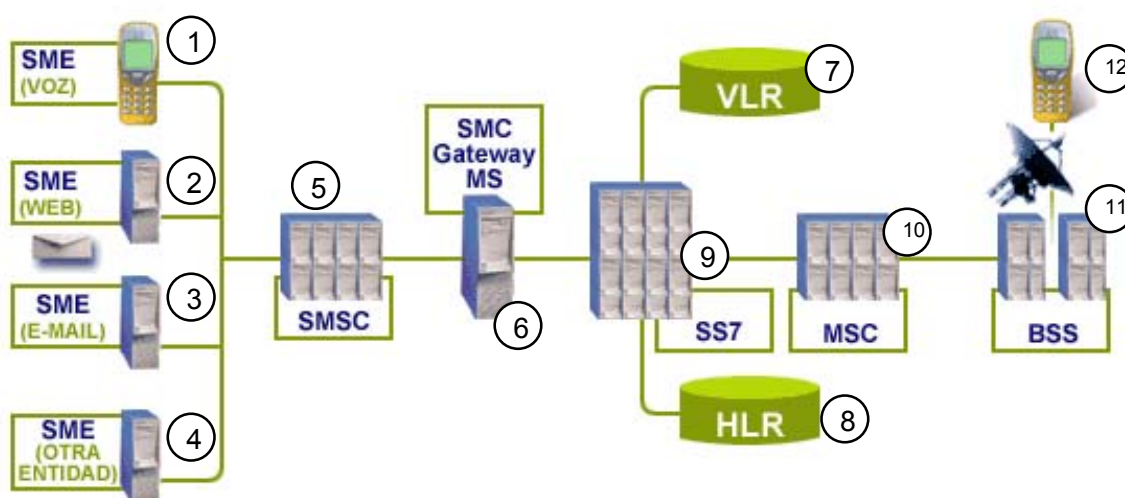 SME
(VOZ)
1
SME
(WEB)
2
SME
(E-MAIL)
3
SME
(OTRA
ENTIDAD)
4
5
SMSC
SMC
Gateway
MS
6
VLR
7
9
SS7
HLR
8
10
MSC
12
11
BSS